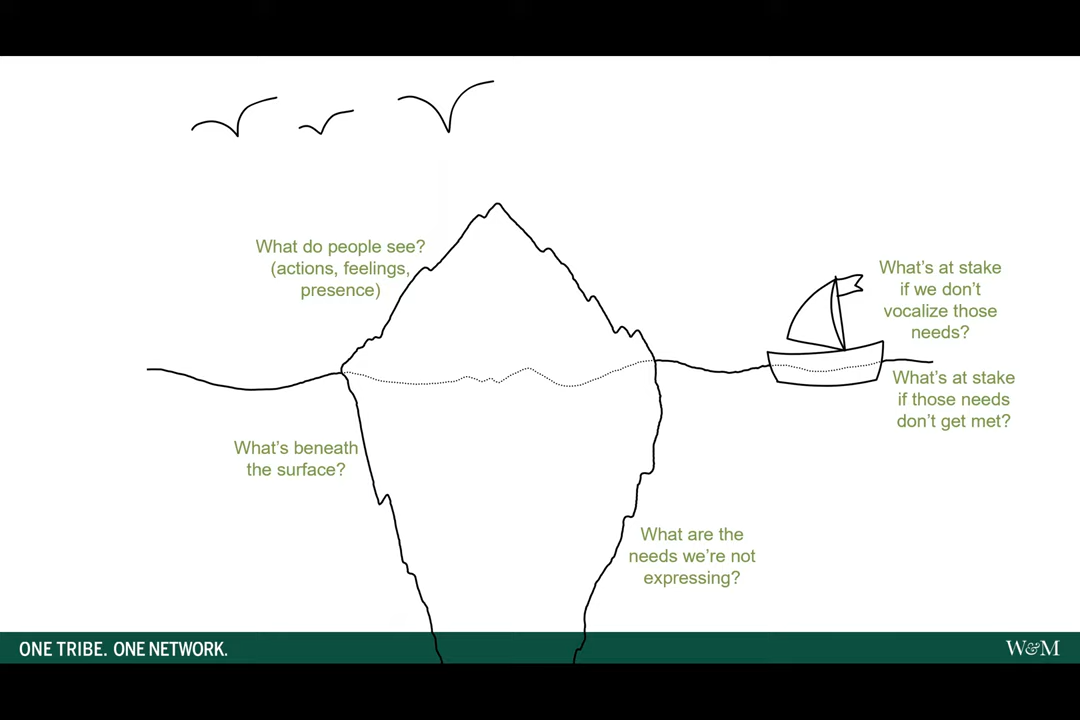 What do people see?
(actions, feelings,
presence)
What's at stake
if we don't
vocalize those
needs?
What's at stake
if those needs
don't get met?
What's beneath
the surface?
What are the
needs we're not
expressing?
ONE TRIBE. ONE NETWORK.
W&M